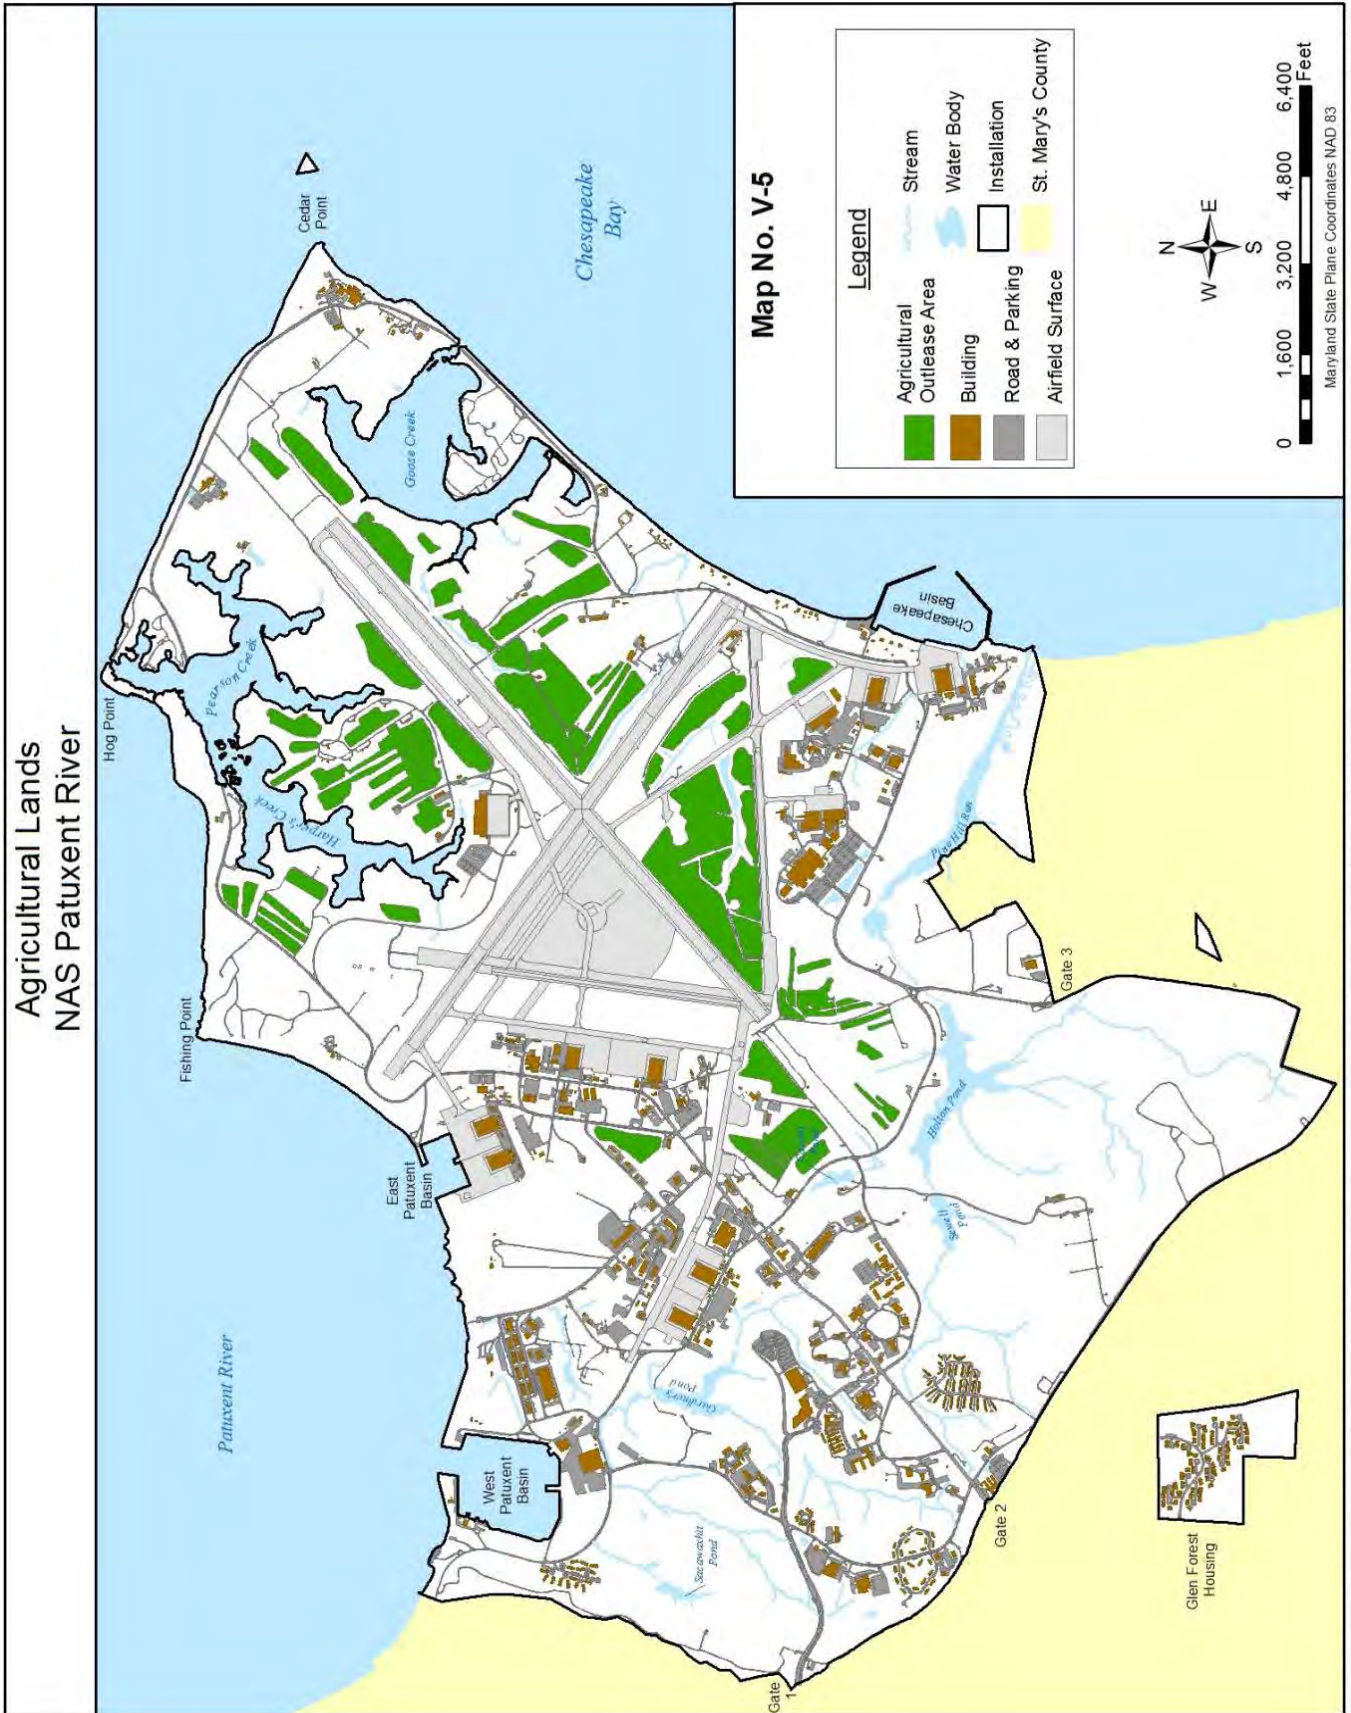 Agricultural Lands
NAS Patuxent River
Hog Point
Cedar
Point
Pearson Creek
Harper's Creek
Goose Creek
Chesapeake
Bay
Fishing Point
Patuxent River
East
Patuxent
Basin
West
Patuxent
Basin
Chesapeake
Basin
Pine Hill Run
Gate 3
Holton Pond
Sewell
Pond
Gardiner's
Pond
Gate 2
Gate
1
Glen Forest
Housing
Map No. V-5
Legend
Agricultural
Outlease Area
Building
Road & Parking
Airfield Surface
Stream
Water Body
Installation
St. Mary's County
N
W
E
S
0
1,600
3,200
4,800
6,400
Feet
Maryland State Plane Coordinates NAD 83